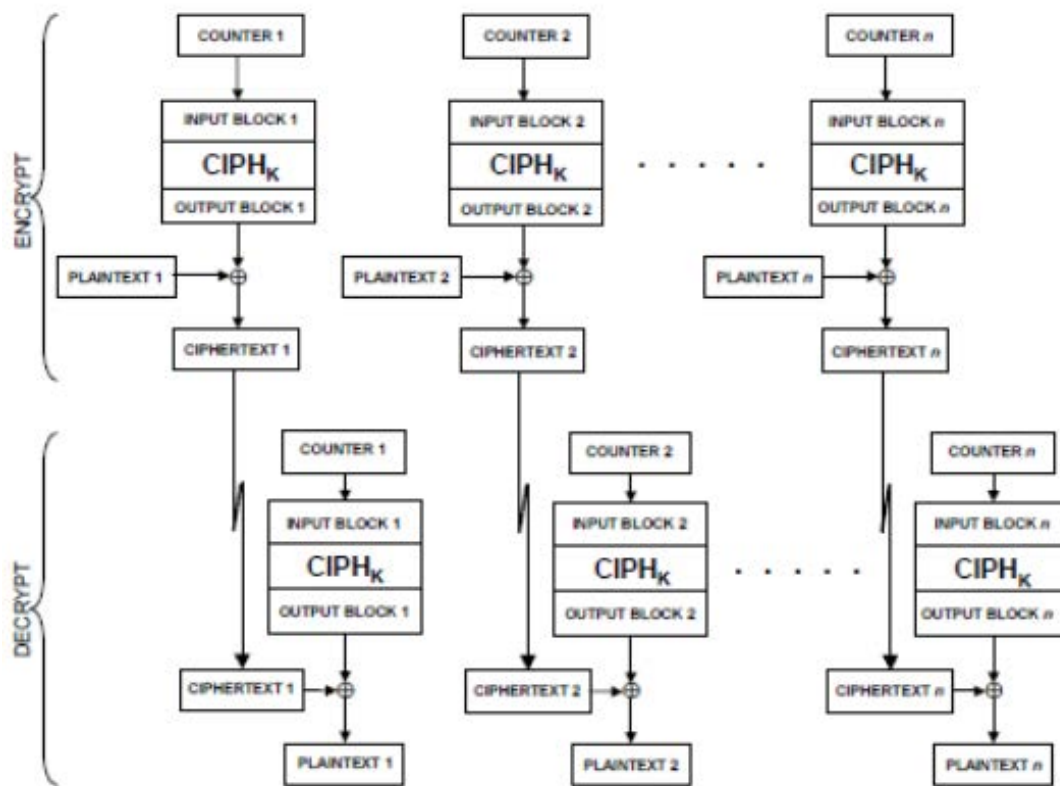 COUNTER 1 COUNTER 2 COUNTER n
INPUT BLOCK 1 INPUT BLOCK 2 INPUT BLOCK n
CIPHK CIPHK CIPHK
OUTPUT BLOCK 1 OUTPUT BLOCK 2 OUTPUT BLOCK n
ENCRYPT
PLAINTEXT 1 PLAINTEXT 2 PLAINTEXT n
CIPHERTEXT 1 CIPHERTEXT 2 CIPHERTEXT n
COUNTER 1 COUNTER 2 COUNTER n
INPUT BLOCK 1 INPUT BLOCK 2 INPUT BLOCK n
CIPHK CIPHK CIPHK
OUTPUT BLOCK 1 OUTPUT BLOCK 2 OUTPUT BLOCK n
DECRYPT
CIPHERTEXT 1 CIPHERTEXT 2 CIPHERTEXT n
PLAINTEXT 1 PLAINTEXT 2 PLAINTEXT n